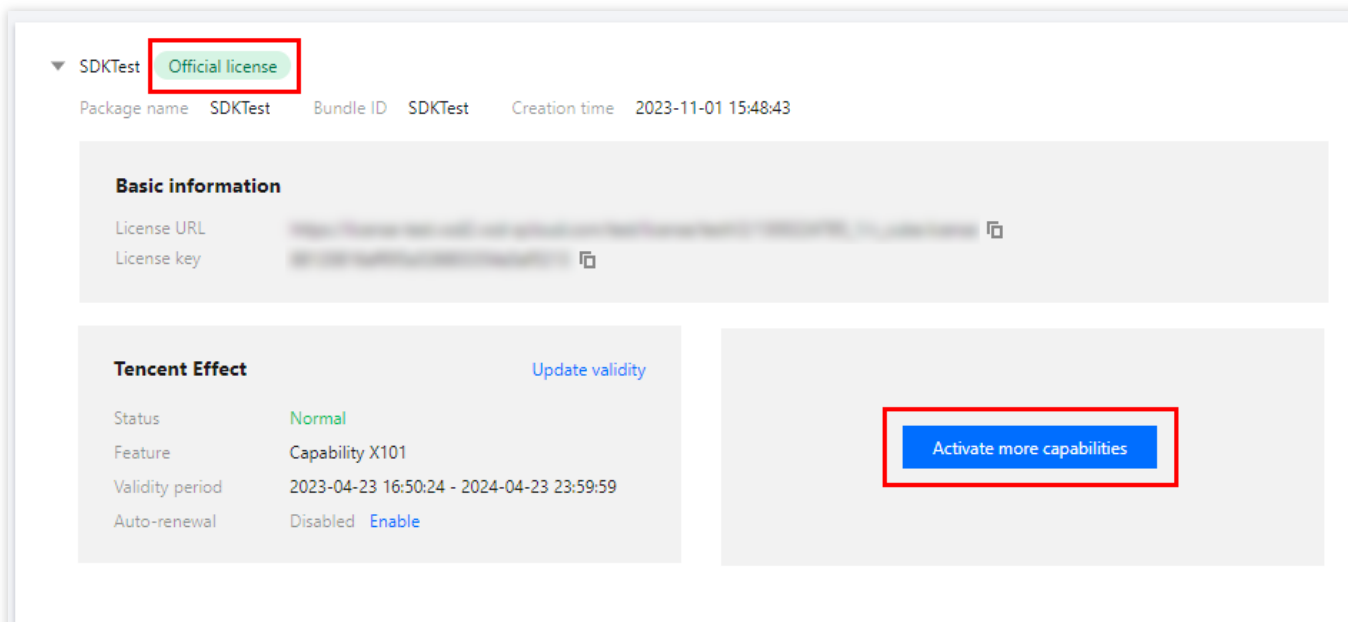 SDKTest Official license
Package name SDKTest Bundle ID SDKTest Creation time 2023-11-01 15:48:43
Basic information
License URL
License key
Tencent Effect Update validity
Status Normal
Feature Capability X101
Validity period 2023-04-23 16:50:24 - 2024-04-23 23:59:59
Auto-renewal Disabled Enable
Activate more capabilities